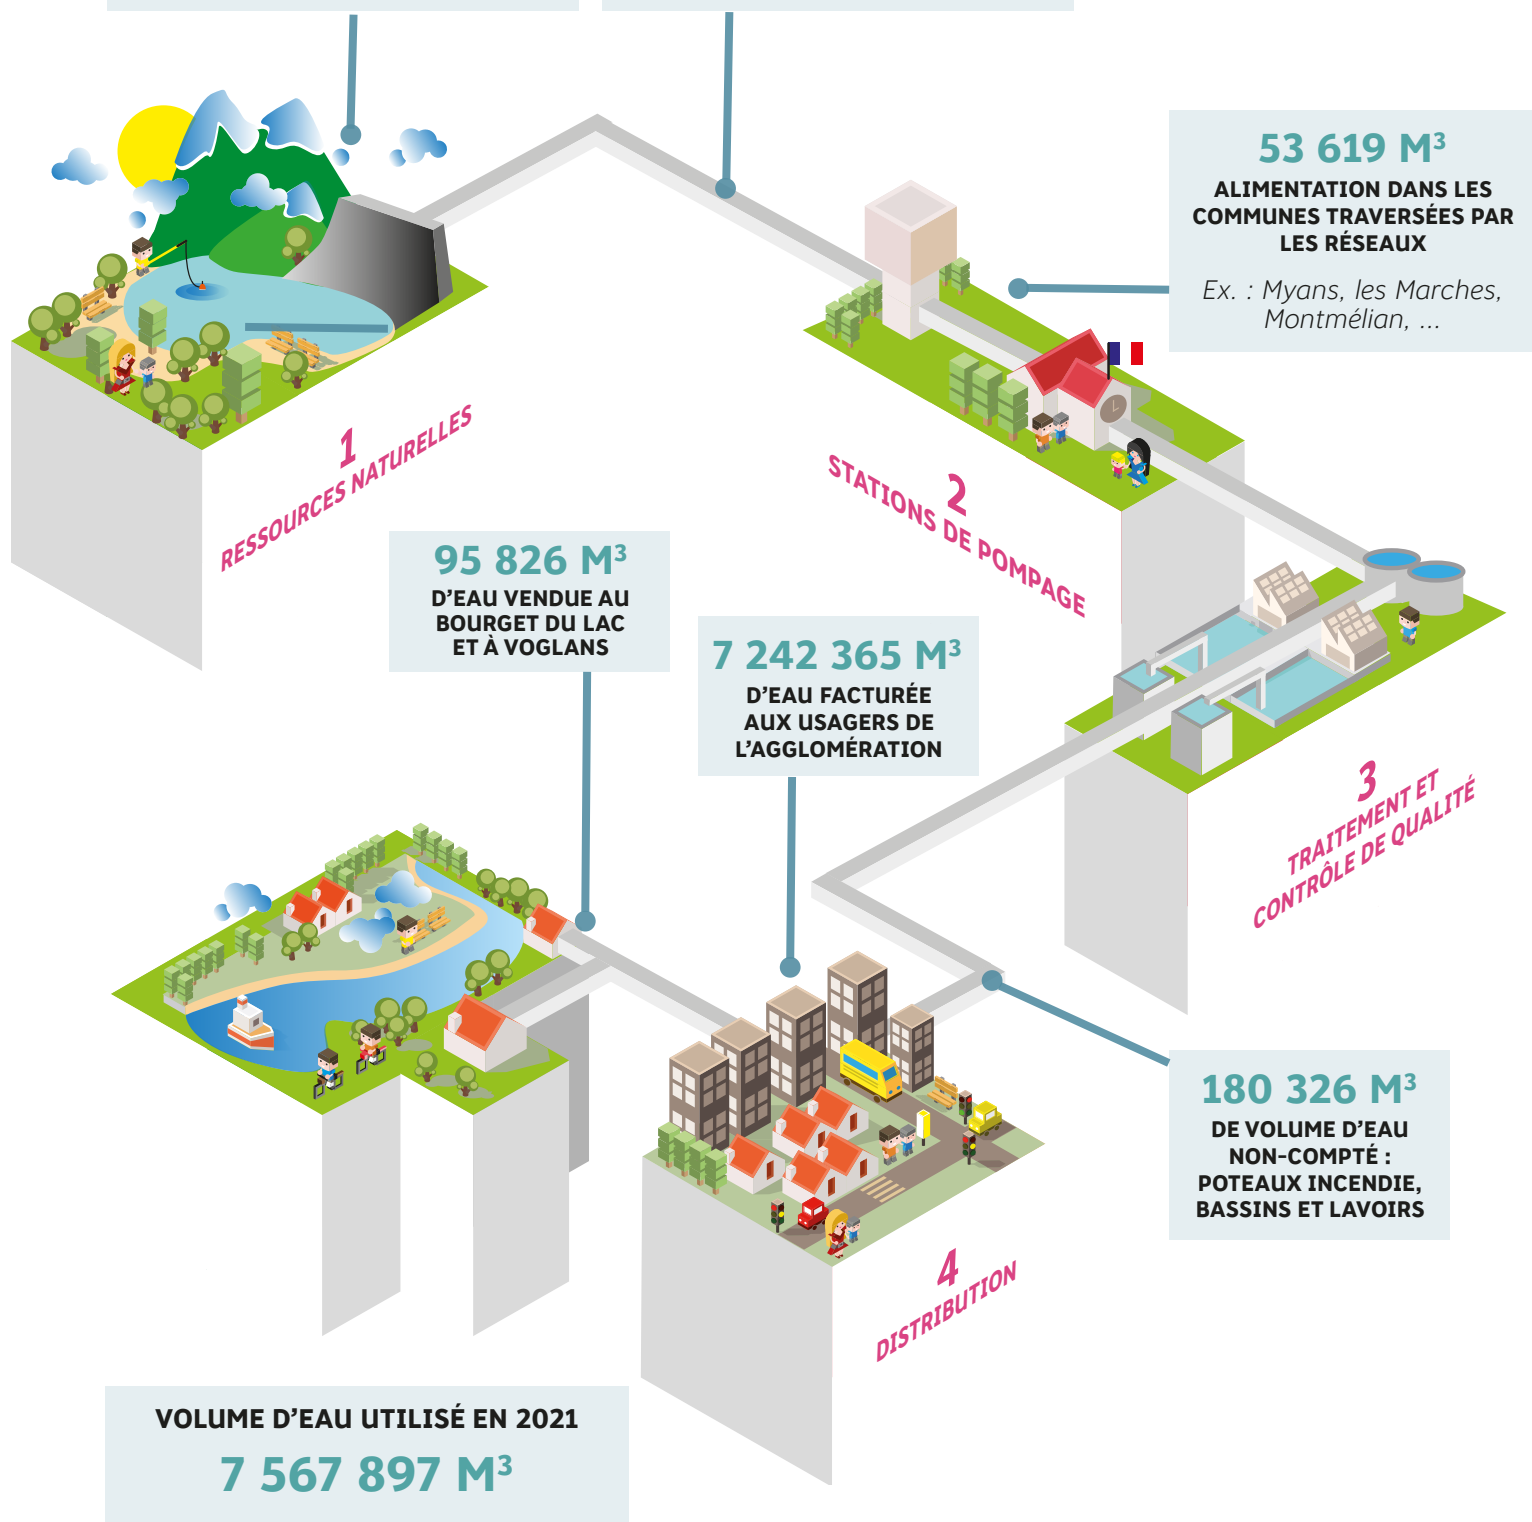 53 619 M³
ALIMENTATION DANS LES
COMMUNES TRAVERSÉES PAR
LES RÉSEAUX
Ex. : Myans, les Marches,
Montmélian, ...
1
RESSOURCES NATURELLES
2
STATIONS DE POMPAGE
95 826 M³
D’EAU VENDUE AU
BOURGET DU LAC
ET À VOGLANS
7 242 365 M³
D’EAU FACTURÉE
AUX USAGERS DE
L’AGGLOMÉRATION
3
TRAITEMENT ET
CONTRÔLE DE QUALITÉ
180 326 M³
DE VOLUME D’EAU
NON-COMPTÉ :
POTEAUX INCENDIE,
BASSINS ET LAVOIRS
4
DISTRIBUTION
VOLUME D’EAU UTILISÉ EN 2021
7 567 897 M³